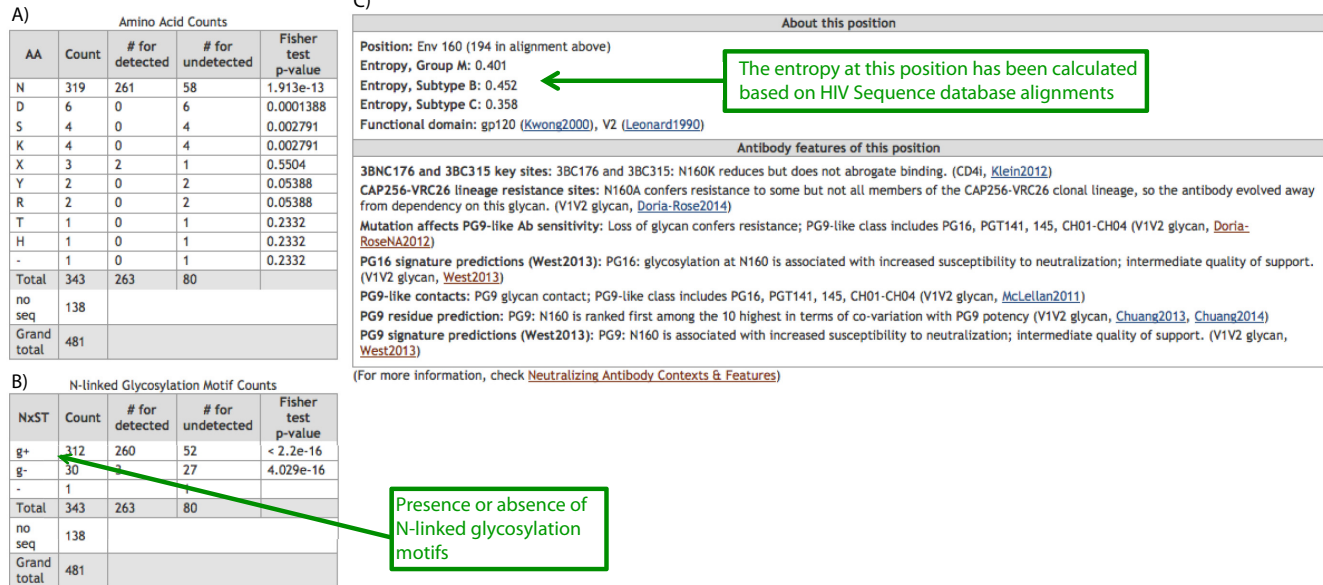 A)
Amino Acid Counts
AA Count # for detected # for undetected Fisher test p-value
N 319 261 58 1.913e-13
D 6 0 6 0.0001388
S 4 0 4 0.002791
K 4 0 4 0.002791
X 3 2 1 0.5504
Y 2 0 2 0.05388
R 2 0 2 0.05388
T 1 0 1 0.2332
H 1 0 1 0.2332
- 1 0 1 0.2332
Total 343 263 80
no seq 138
Grand total 481
B)
N-linked Glycosylation Motif Counts
NxST Count # for detected # for undetected Fisher test p-value
g+ 312 260 52 < 2.2e-16
g- 30 27 4.029e-16
- 1 1
Total 343 263 80
no seq 138
Grand total 481
C)
About this position
Position: Env 160 (194 in alignment above)
Entropy, Group M: 0.401
Entropy, Subtype B: 0.452
Entropy, Subtype C: 0.358
Functional domain: gp120 (Kwong2000), V2 (Leonard1990)
The entropy at this position has been calculated
based on HIV Sequence database alignments
Antibody features of this position
3BNC176 and 3BC315 key sites: 3BC176 and 3BC315: N160K reduces but does not abrogate binding. (CD4i, Klein2012)
CAP256-VRC26 lineage resistance sites: N160A confers resistance to some but not all members of the CAP256-VRC26 clonal lineage, so the antibody evolved away
from dependency on this glycan. (V1V2 glycan, Doria-Rose2014)
Mutation affects PG9-like Ab sensitivity: Loss of glycan confers resistance; PG9-like class includes PG16, PGT141, 145, CH01-CH04 (V1V2 glycan, Doria-
RoseNA2012)
PG16 signature predictions (West2013): PG16: glycosylation at N160 is associated with increased susceptibility to neutralization; intermediate quality of support.
(V1V2 glycan, West2013)
PG9-like contacts: PG9 glycan contact; PG9-like class includes PG16, PGT141, 145, CH01-CH04 (V1V2 glycan, McLellan2011)
PG9 residue prediction: PG9: N160 is ranked first among the 10 highest in terms of co-variation with PG9 potency (V1V2 glycan, Chuang2013, Chuang2014)
PG9 signature predictions (West2013): PG9: N160 is associated with increased susceptibility to neutralization; intermediate quality of support. (V1V2 glycan,
West2013)
(For more information, check Neutralizing Antibody Contexts & Features)
Presence or absence of
N-linked glycosylation
motifs